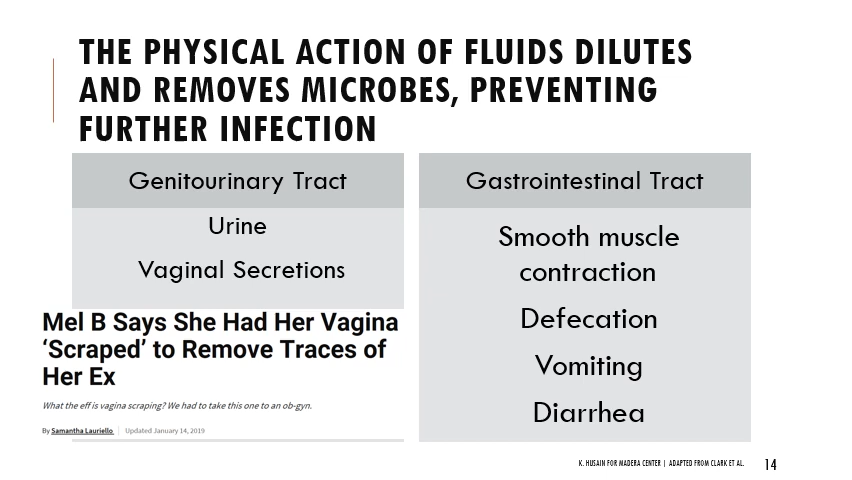 THE PHYSICAL ACTION OF FLUIDS DILUTES
AND REMOVES MICROBES, PREVENTING
FURTHER INFECTION
Genitourinary Tract
Urine
Vaginal Secretions
Mel B Says She Had Her Vagina
‘Scraped’ to Remove Traces of
Her Ex
What the eff is vagina scraping? We had to take this one to an ob-gyn.
By Samantha Lauriello | Updated January 14, 2019
Gastrointestinal Tract
Smooth muscle
contraction
Defecation
Vomiting
Diarrhea
K. HUSAIN FOR MADERA CENTER | ADAPTED FROM CLARK ET AL.
14